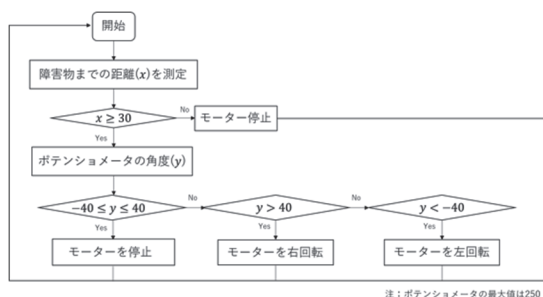 開始
障害物までの距離(x)を測定
x ≥ 30
No
モーター停止
Yes
ポテンショメータの角度(y)
−40 ≤ y ≤ 40
No
y > 40
No
y < −40
Yes
Yes
Yes
モーターを停止
モーターを右回転
モーターを左回転
注：ポテンショメータの最大値は250